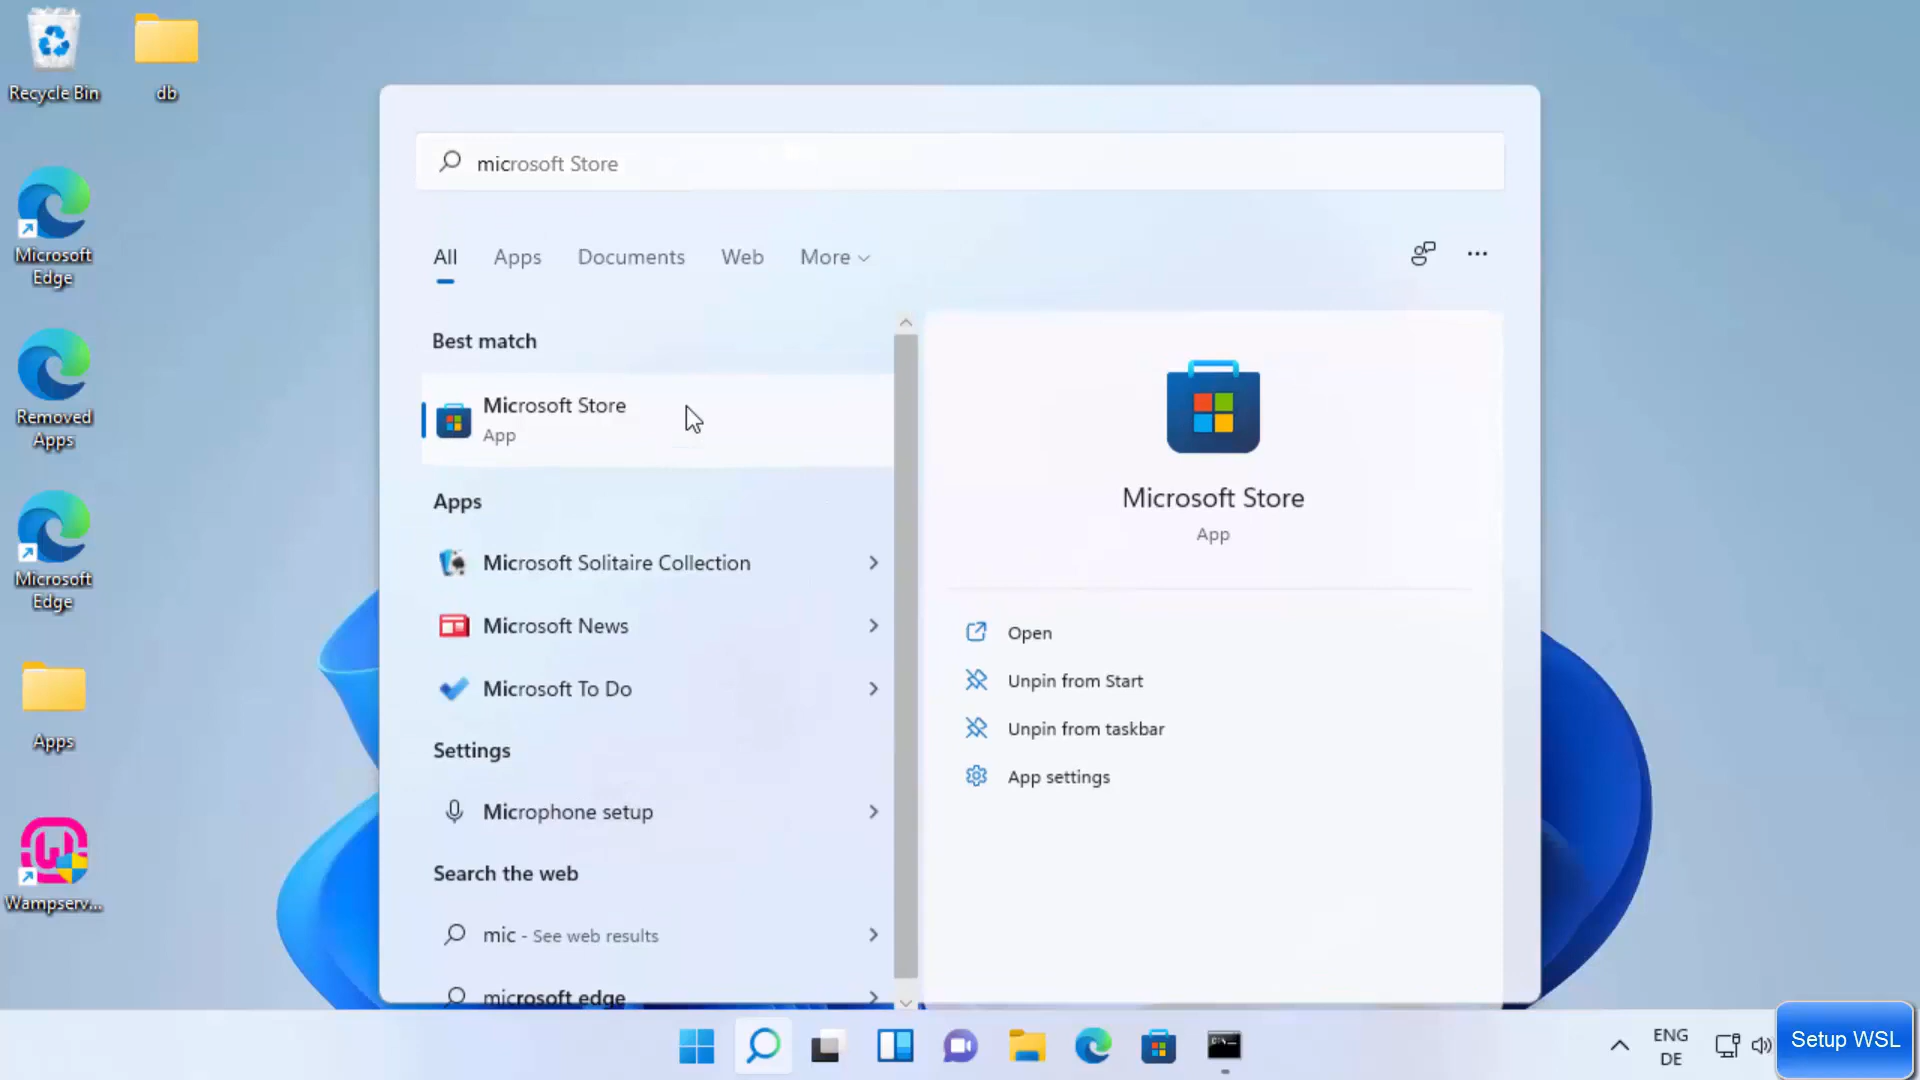 Recycle Bin
db
Microsoft
Edge
Removed
Apps
Microsoft
Edge
Apps
Wampserv...
microsoft Store
All
Apps
Documents
Web
More
Best match
Microsoft Store
App
Apps
Microsoft Solitaire Collection
Microsoft News
Microsoft To Do
Settings
Microphone setup
Search the web
mic - See web results
microsoft edge
Microsoft Store
App
Open
Unpin from Start
Unpin from taskbar
App settings
ENG
DE
Setup WSL